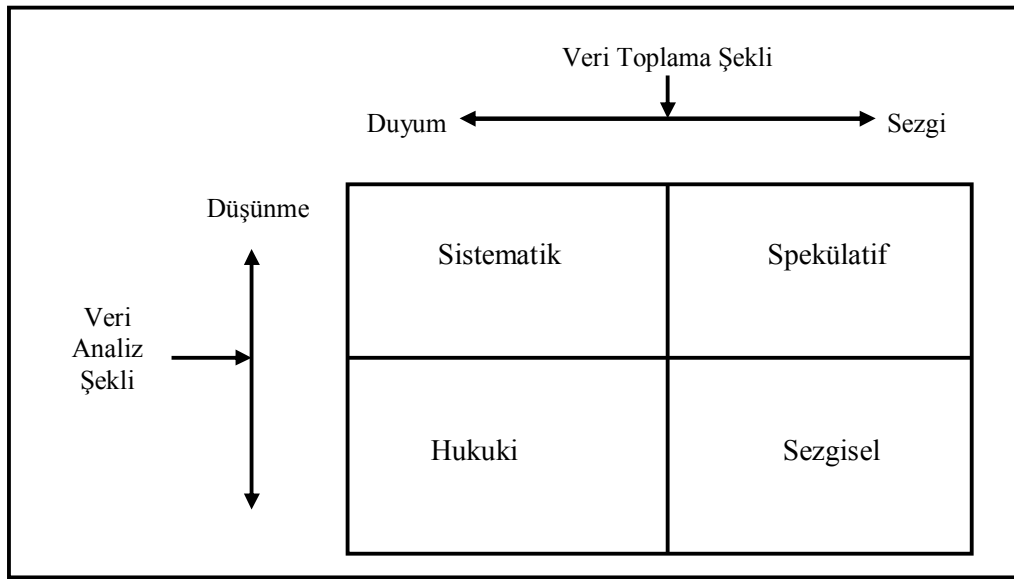 Veri Toplama Şekli
Duyum
Sezgi
Düşünme
Sistematik
Spekülatif
Veri
Analiz
Şekli
Hukuki
Sezgisel